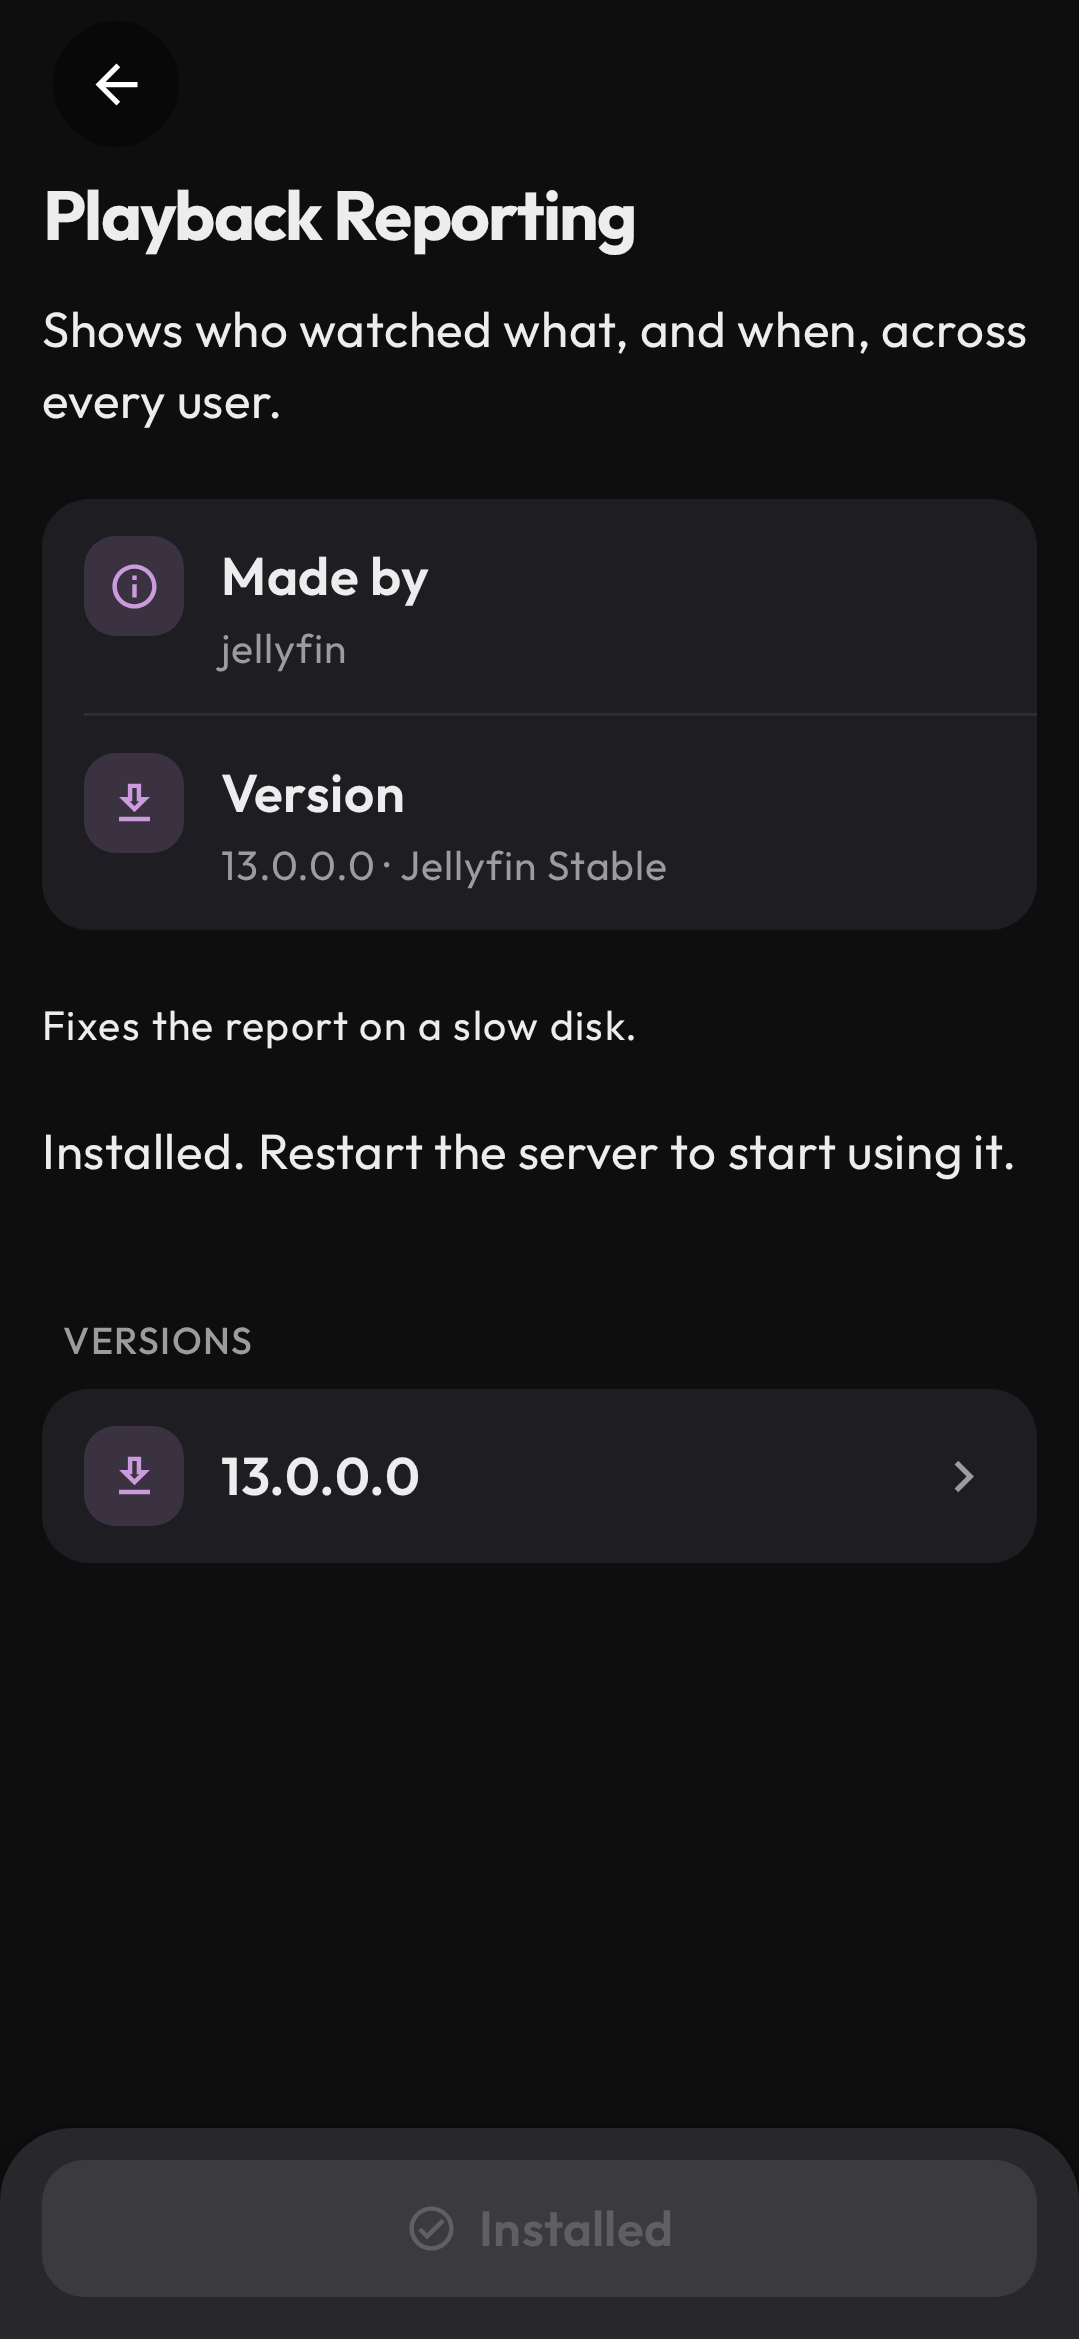 Playback Reporting
Shows who watched what, and when, across
every user.
Made by
jellyfin
Version
13.0.0.0 · Jellyfin Stable
Fixes the report on a slow disk.
Installed. Restart the server to start using it.
VERSIONS
13.0.0.0
Installed